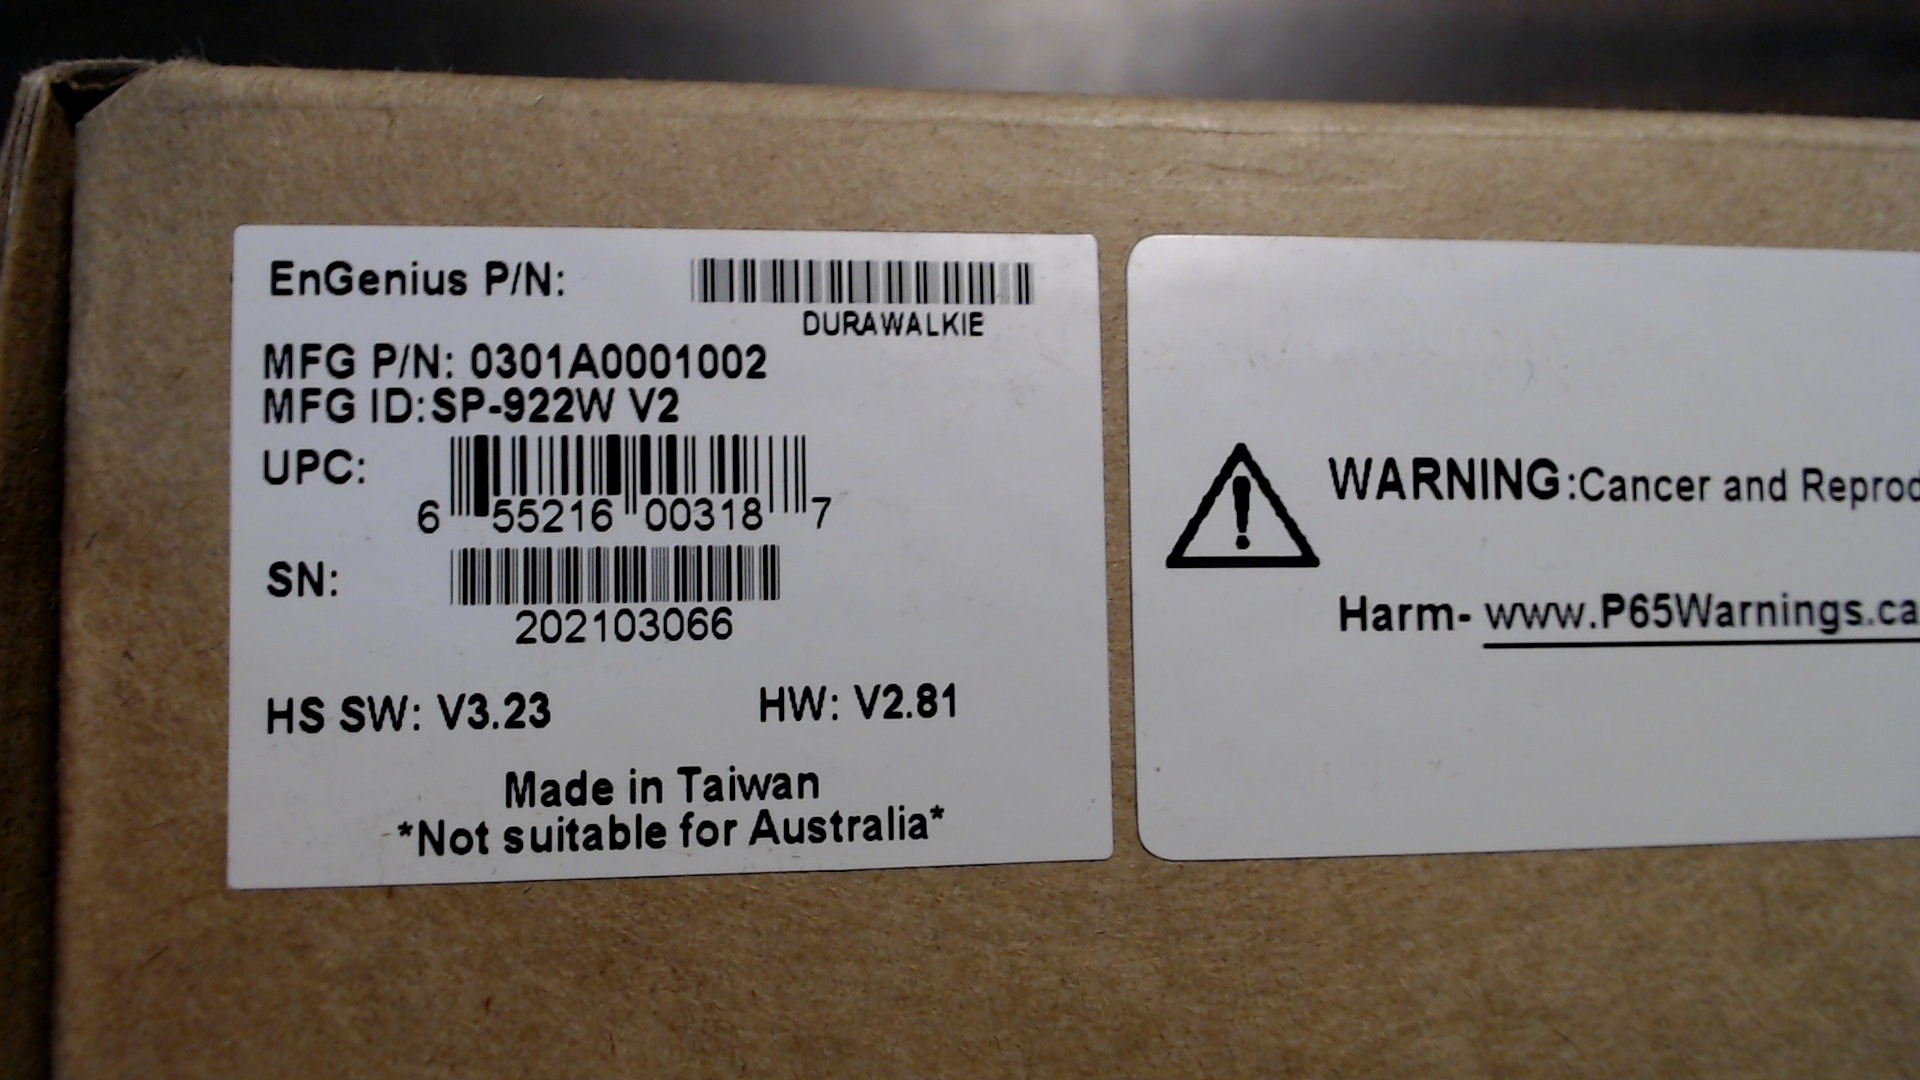 EnGenius P/N:
DURAWALKIE
MFG P/N: 0301A0001002
MFG ID:SP-922W V2
UPC:
6 55216 00318 7
SN:
202103066
HS SW: V3.23 HW: V2.81
Made in Taiwan
*Not suitable for Australia*
WARNING:Cancer and Reprod
Harm- www.P65Warnings.ca